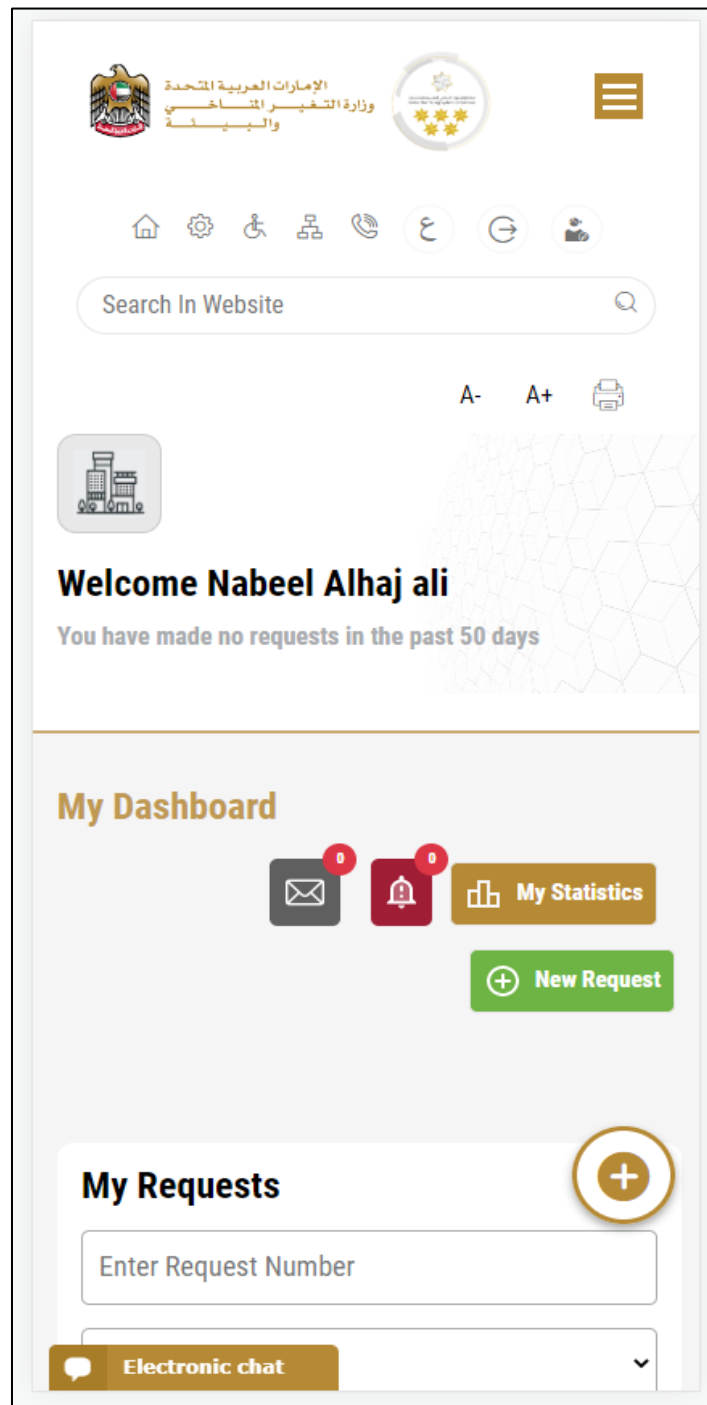 الإمارات العربية المتحدة
وزارة التغير المناخي
والبيئة
ع
Search In Website
A- A+
Welcome Nabeel Alhaj ali
You have made no requests in the past 50 days
My Dashboard
0 0
My Statistics
New Request
My Requests
Enter Request Number
Electronic chat